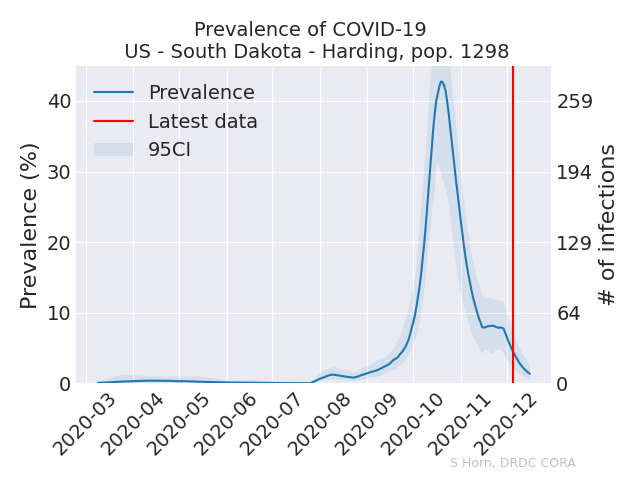 Prevalence of COVID-19
US - South Dakota - Harding, pop. 1298
Prevalence
Latest data
95CI
Prevalence (%)
40
30
20
10
0
259
194
129
64
0
# of infections
2020-03
2020-04
2020-05
2020-06
2020-07
2020-08
2020-09
2020-10
2020-11
2020-12
S Horn, DRDC CORA